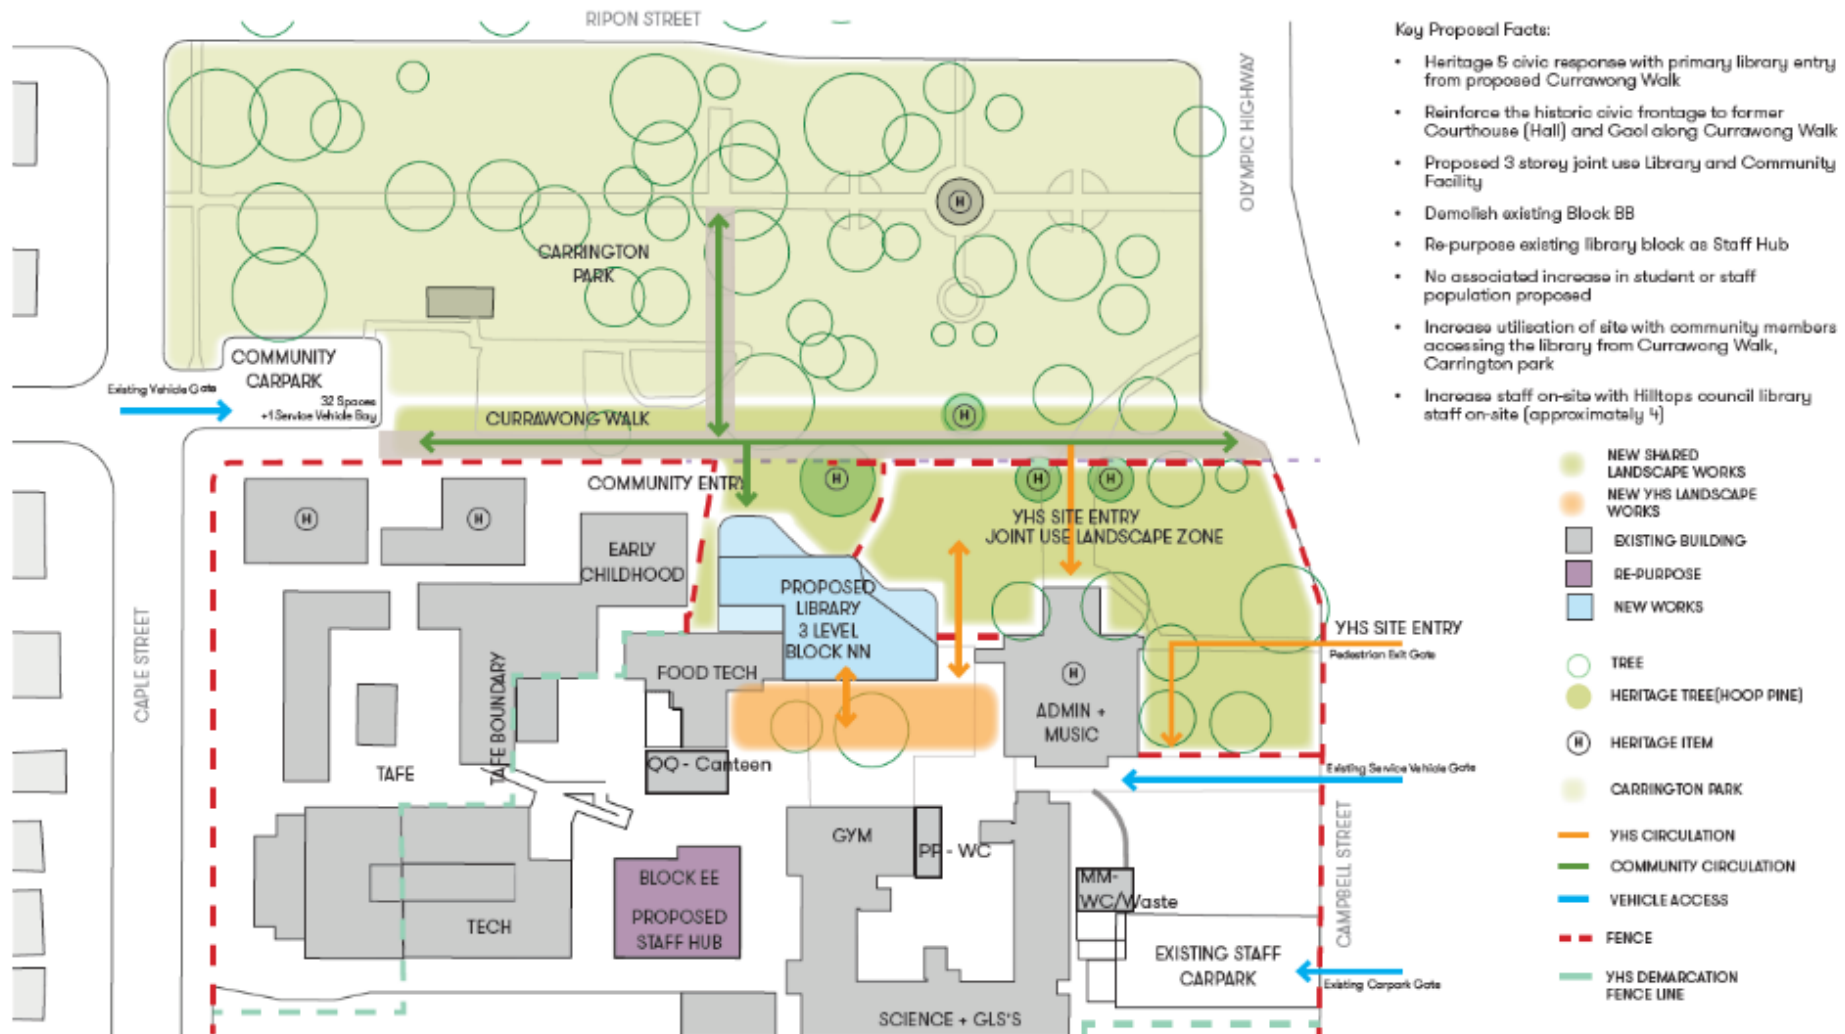 RIPON STREET
OLYMPIC HIGHWAY
Key Proposal Facts:
• Heritage & civic response with primary library entry
from proposed Currawong Walk
• Reinforce the historic civic frontage to former
Courthouse (Hall) and Gaol along Currawong Walk
• Proposed 3 storey joint use Library and Community
Facility
• Demolish existing Block BB
• Re-purpose existing library block as Staff Hub
• No associated increase in student or staff
population proposed
• Increase utilisation of site with community members
accessing the library from Currawong Walk,
Carrington park
• Increase staff on-site with Hilltops council library
staff on-site (approximately 4)
H
CARRINGTON
PARK
COMMUNITY
CARPARK
32 Spaces
+1 Service Vehicle Bay
Existing Vehicle Gate
CURRAWONG WALK
H
COMMUNITY ENTRY
H
H
H
H
H
YHS SITE ENTRY
JOINT USE LANDSCAPE ZONE
EARLY
CHILDHOOD
PROPOSED
LIBRARY
3 LEVEL
BLOCK NN
FOOD TECH
H
ADMIN +
MUSIC
YHS SITE ENTRY
Pedestrian Exit Gate
CAPLE STREET
TAFE BOUNDARY
TAFE
QQ - Canteen
Existing Service Vehicle Gate
GYM
PP - WC
BLOCK EE
PROPOSED
STAFF HUB
TECH
MM-
WC/Waste
EXISTING STAFF
CARPARK
Existing Carpark Gate
CAMPBELL STREET
SCIENCE + GLS'S
NEW SHARED
LANDSCAPE WORKS
NEW YHS LANDSCAPE
WORKS
EXISTING BUILDING
RE-PURPOSE
NEW WORKS
TREE
HERITAGE TREE(HOOP PINE)
H HERITAGE ITEM
CARRINGTON PARK
YHS CIRCULATION
COMMUNITY CIRCULATION
VEHICLE ACCESS
FENCE
YHS DEMARCATION
FENCE LINE